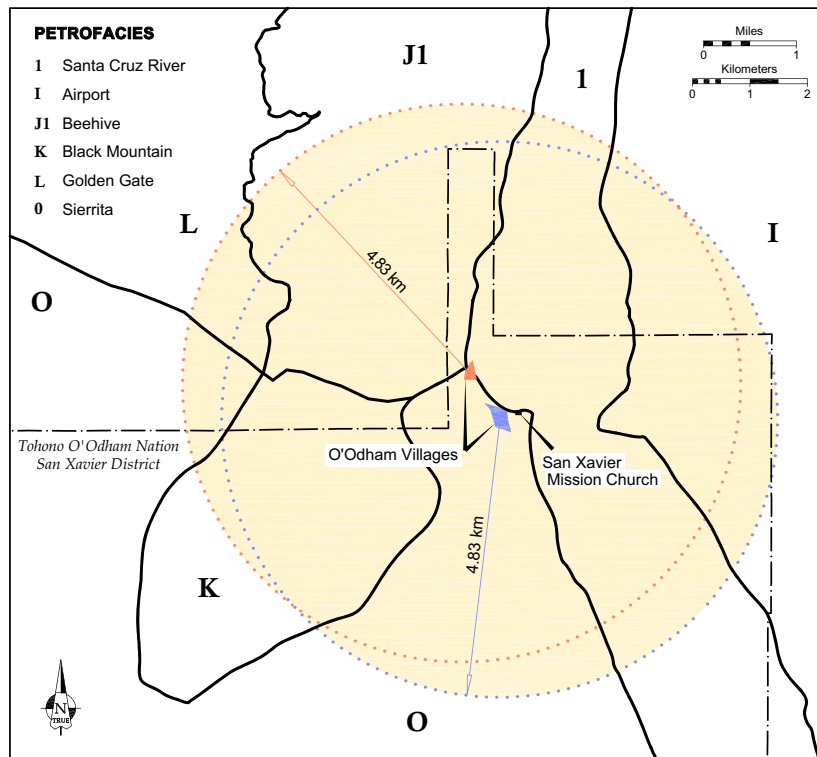 PETROFACIES
1 Santa Cruz River
I Airport
J1 Beehive
K Black Mountain
L Golden Gate
0 Sierrita
J1
1
Miles
0 1
Kilometers
0 1 2
L
I
O
4.83 km
Tohono O'Odham Nation
San Xavier District
O'Odham Villages
San Xavier
Mission Church
4.83 km
K
O
N
TRUE